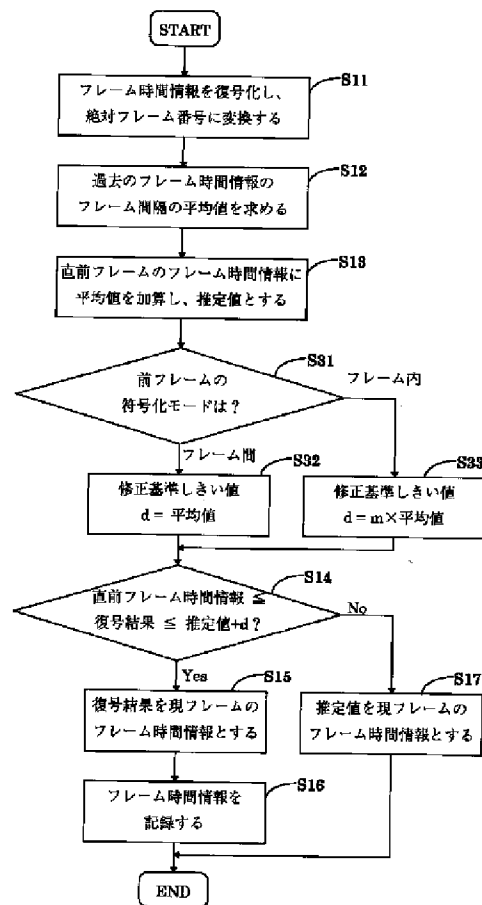 START
S11
フレーム時間情報を復号化し、
絶対フレーム番号に変換する
S12
過去のフレーム時間情報の
フレーム間隔の平均値を求める
S13
直前フレームのフレーム時間情報に
平均値を加算し、推定値とする
S31
前フレームの
符号化モードは?
フレーム内
フレーム間
S32
修正基準しきい値
d= 平均値
S33
修正基準しきい値
d=m×平均値
S14
直前フレーム時間情報 ≦
復号結果 ≦ 推定値+d?
No
Yes
S15
復号結果を現フレームの
フレーム時間情報とする
S17
推定値を現フレームの
フレーム時間情報とする
S16
フレーム時間情報を
記録する
END